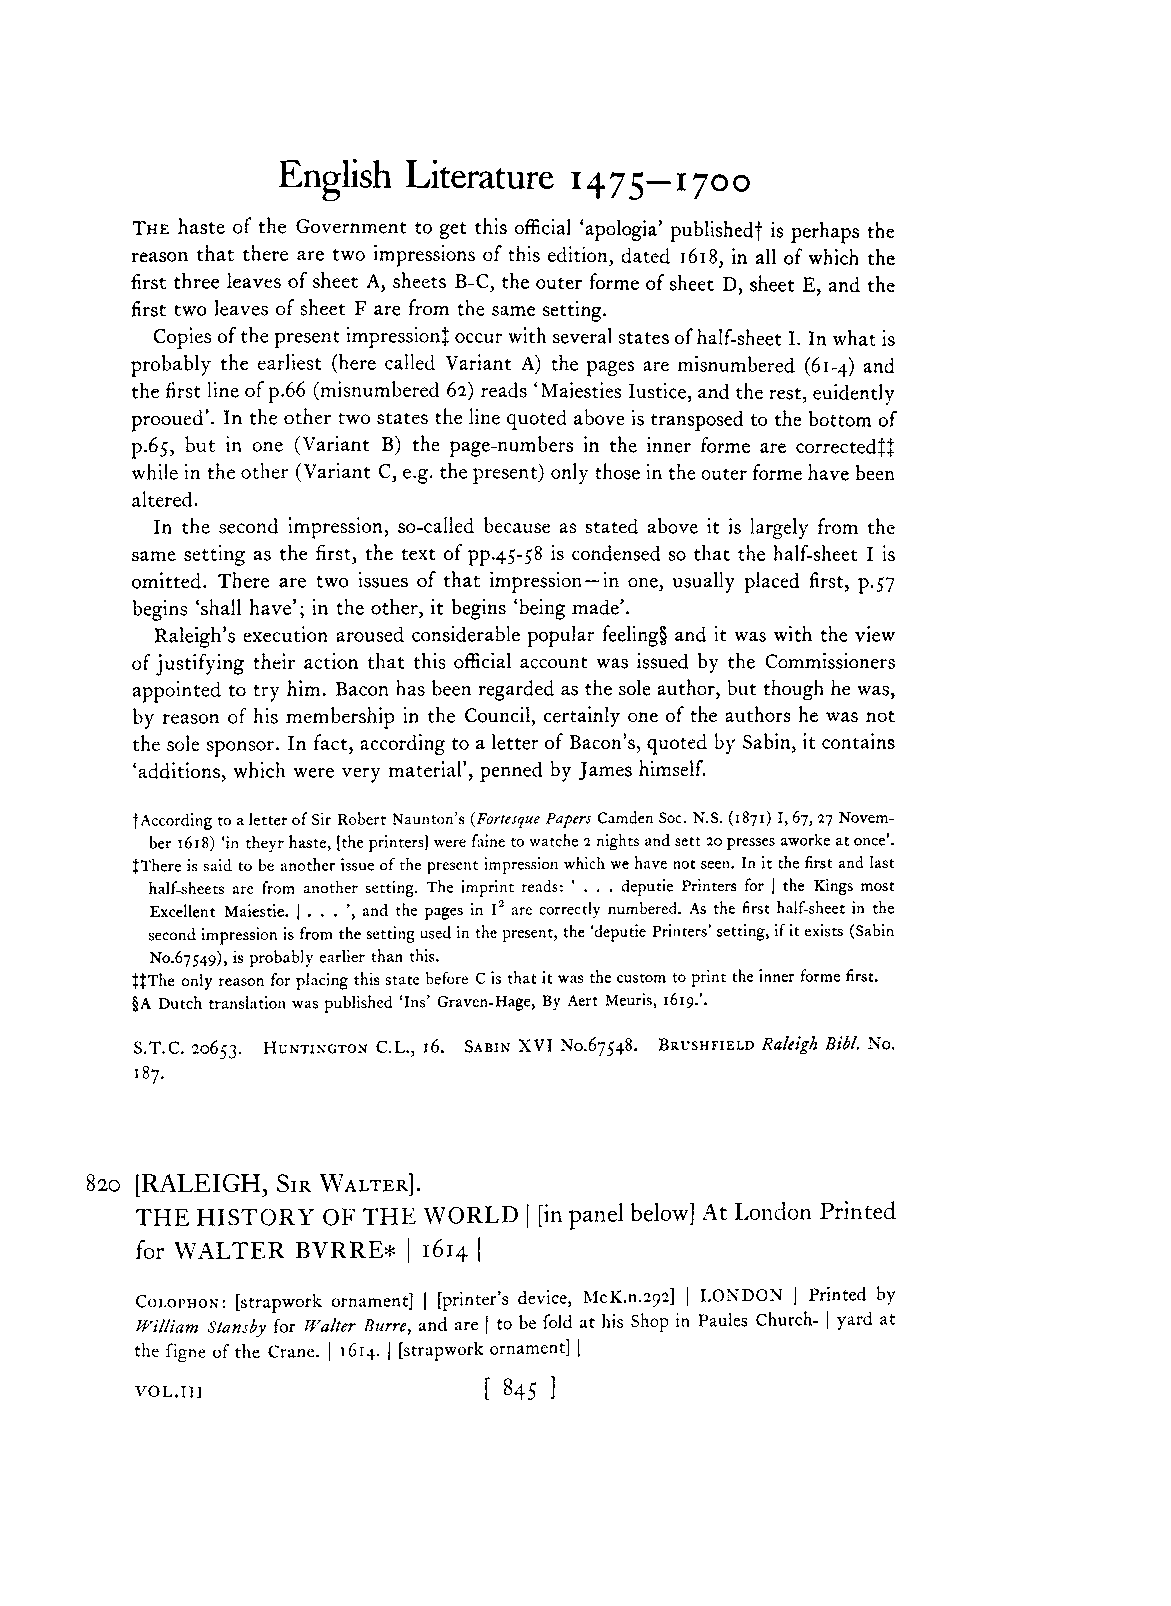 English Literature 1475–1700
THE haste of the Government to get this official ‘apologia’ published† is perhaps the
reason that there are two impressions of this edition, dated 1618, in all of which the
first three leaves of sheet A, sheets B-C, the outer forme of sheet D, sheet E, and the
first two leaves of sheet F are from the same setting.
Copies of the present impression‡ occur with several states of half-sheet I. In what is
probably the earliest (here called Variant A) the pages are misnumbered (61-4) and
the first line of p.66 (misnumbered 62) reads ‘Maiesties Iustice, and the rest, euidently
prooued’. In the other two states the line quoted above is transposed to the bottom of
p.65, but in one (Variant B) the page-numbers in the inner forme are corrected‡‡
while in the other (Variant C, e.g. the present) only those in the outer forme have been
altered.
In the second impression, so-called because as stated above it is largely from the
same setting as the first, the text of pp.45-58 is condensed so that the half-sheet I is
omitted. There are two issues of that impression—in one, usually placed first, p.57
begins ‘shall have’; in the other, it begins ‘being made’.
Raleigh’s execution aroused considerable popular feeling§ and it was with the view
of justifying their action that this official account was issued by the Commissioners
appointed to try him. Bacon has been regarded as the sole author, but though he was,
by reason of his membership in the Council, certainly one of the authors he was not
the sole sponsor. In fact, according to a letter of Bacon’s, quoted by Sabin, it contains
‘additions, which were very material’, penned by James himself.
†According to a letter of Sir Robert Naunton’s (Fortesque Papers Camden Soc. N.S. (1871) I, 67, 27 Novem-
ber 1618) ‘in theyr haste, [the printers] were faine to watche 2 nights and sett 20 presses aworke at once’.
‡There is said to be another issue of the present impression which we have not seen. In it the first and last
half-sheets are from another setting. The imprint reads: ‘ . . . deputie Printers for | the Kings most
Excellent Maiestie. | . . . ’, and the pages in I² are correctly numbered. As the first half-sheet in the
second impression is from the setting used in the present, the ‘deputie Printers’ setting, if it exists (Sabin
No.67549), is probably earlier than this.
‡‡The only reason for placing this state before C is that it was the custom to print the inner forme first.
§A Dutch translation was published ‘Ins’ Graven-Hage, By Aert Meuris, 1619.’.
S.T.C. 20653. HUNTINGTON C.L., 16. SABIN XVI No.67548. BRUSHFIELD Raleigh Bibl. No.
187.
820 [RALEIGH, SIR WALTER].
THE HISTORY OF THE WORLD | [in panel below] At London Printed
for WALTER BVRRE* | 1614 |
COLOPHON: [strapwork ornament] | [printer’s device, McK.n.292] | LONDON | Printed by
William Stansby for Walter Burre, and are | to be ſold at his Shop in Paules Church- | yard at
the ſigne of the Crane. | 1614. | [strapwork ornament] |
VOL.III [ 845 ]